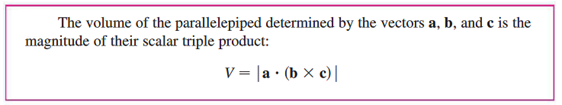 The volume of the parallelepiped determined by the vectors a, b, and c is the
magnitude of their scalar triple product:
V = |a · (b × c)|